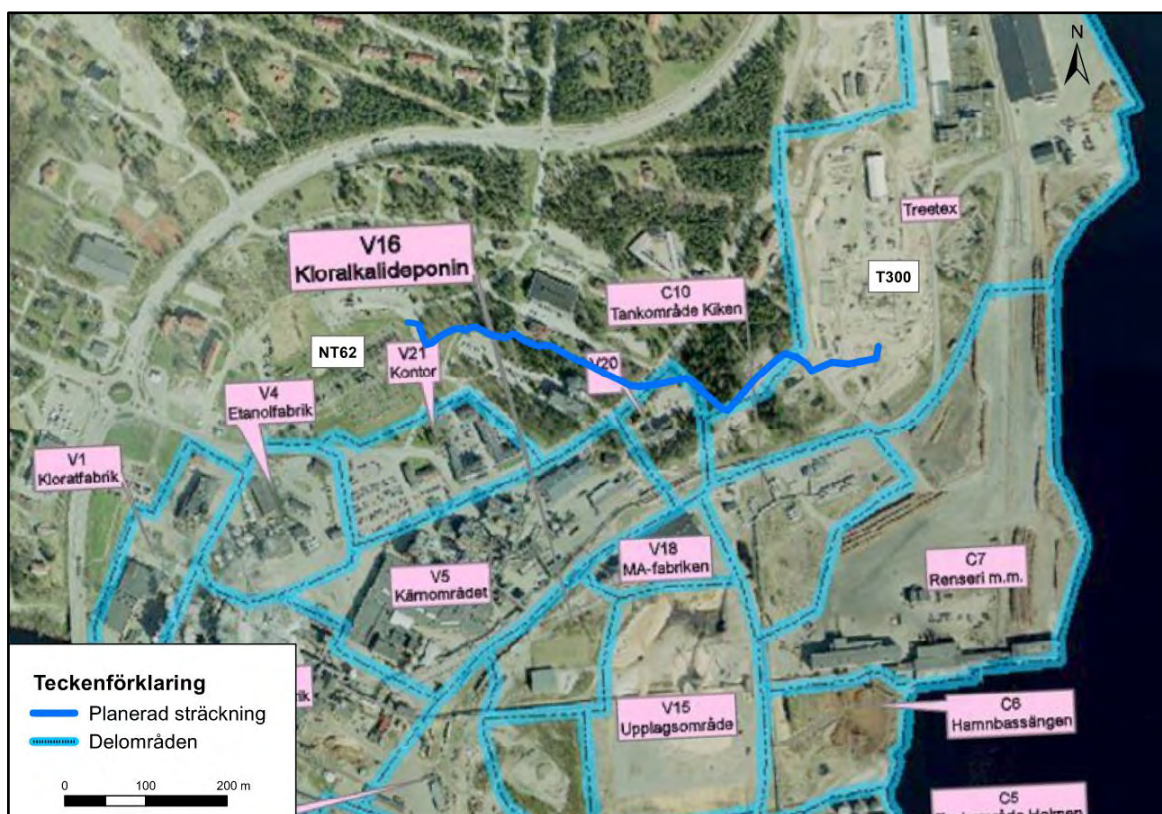 N
Treetex
V16
Kloralkalideponin
T300
C10
Tankområde Kiken
NT62
V21
Kontor
V20
V4
Etanolfabrik
V1
Kloratfabrik
V18
MA-fabriken
V5
Kärnområdet
C7
Renseri m.m.
V15
Upplagsområde
C6
Hamnbassängen
C5
rik
Teckenförklaring
Planerad sträckning
Delområden
0 100 200 m